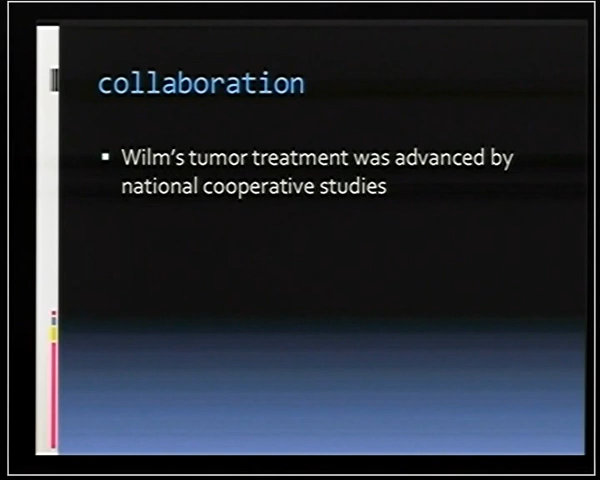 collaboration
Wilm's tumor treatment was advanced by
national cooperative studies